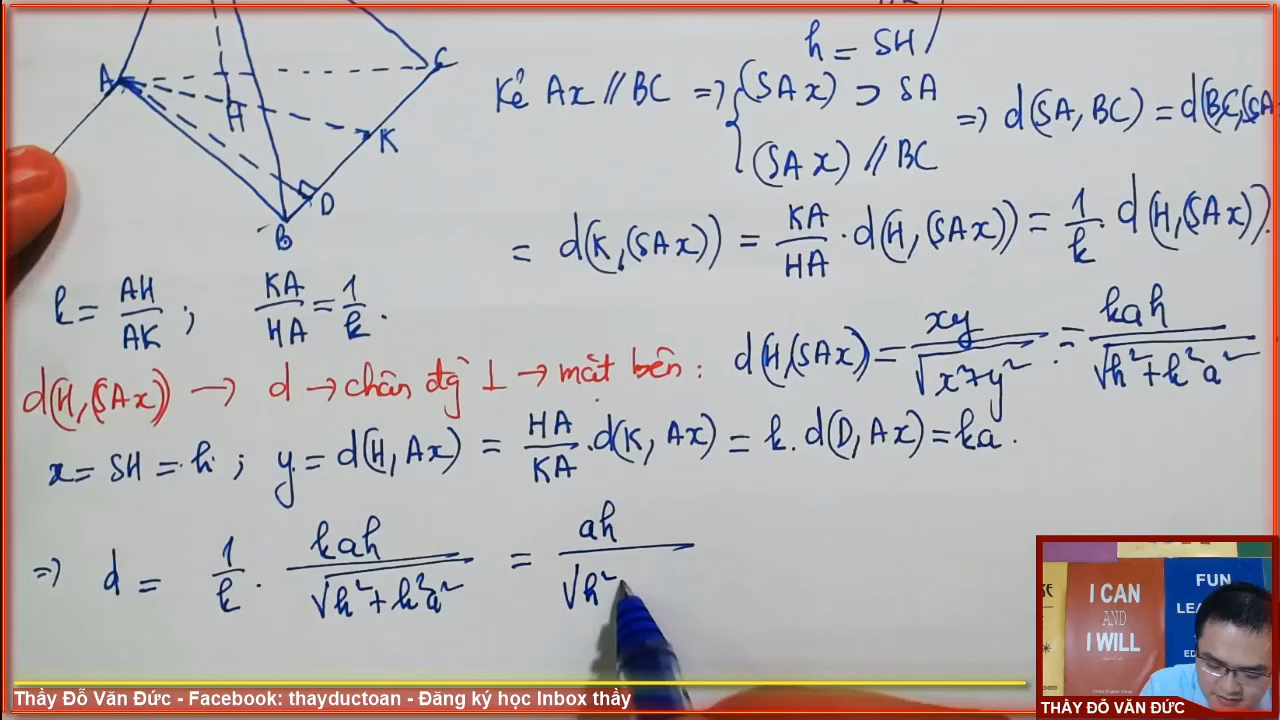 h = SH
Kẻ Ax // BC => { (SAx) ⊃ SA
(SAx) // BC
=> d(SA, BC) = d(BC, (SA
= d(K, (SAx)) = KA/HA . d(H, (SAx)) = 1/k . d(H, (SAx)).
A
C
H
K
D
B
k = AH/AK ; KA/HA = 1/k .
d(H, (SAx)) → d → chân đg ⊥ → mặt bên :
d(H, (SAx)) = xy/√(x²+y²) = kah/√(h²+k²a²)
x = SH = h ; y = d(H, Ax) = HA/KA . d(K, Ax) = k. d(D, Ax) = ka .
=> d = 1/k . kah/√(h²+k²a²) = ah/√h²
I CAN
AND
I WILL
FUN
Thầy Đỗ Văn Đức - Facebook: thayductoan - Đăng ký học Inbox thầy
THẦY ĐỖ VĂN ĐỨC